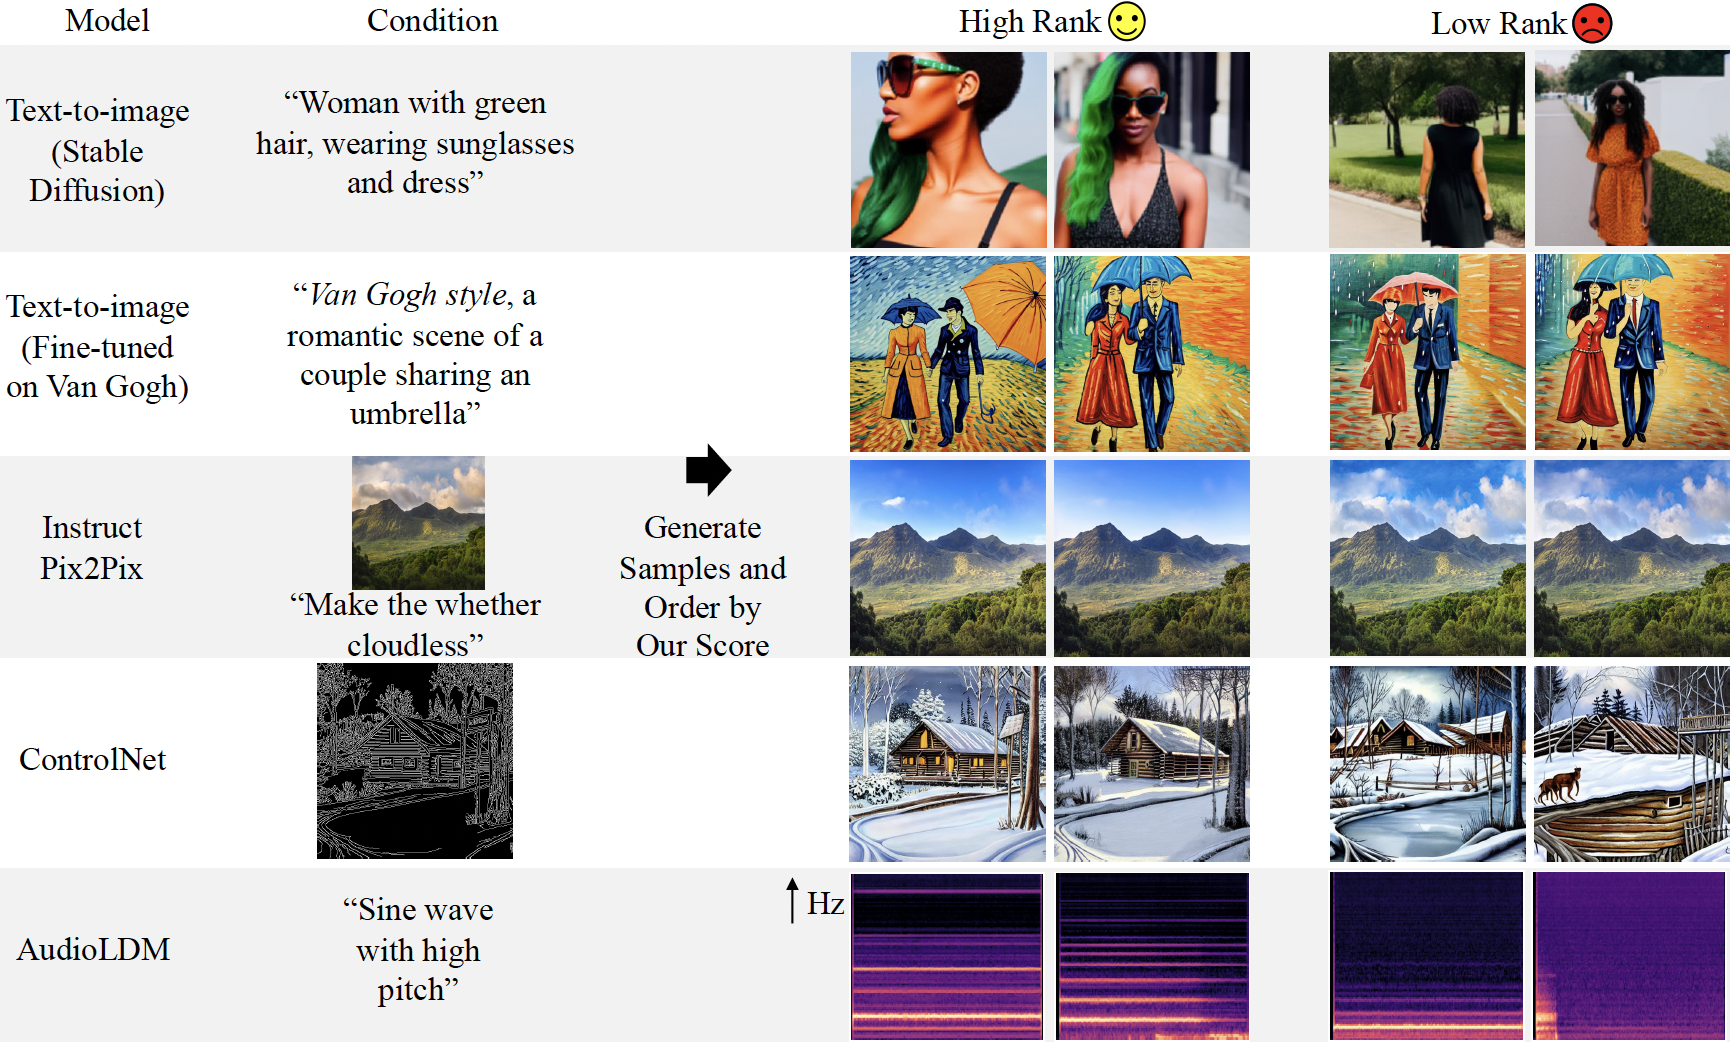 Model
Condition
High Rank
Low Rank
Text-to-image
(Stable
Diffusion)
“Woman with green
hair, wearing sunglasses
and dress”
Text-to-image
(Fine-tuned
on Van Gogh)
“Van Gogh style, a
romantic scene of a
couple sharing an
umbrella”
Instruct
Pix2Pix
“Make the whether
cloudless”
Generate
Samples and
Order by
Our Score
ControlNet
AudioLDM
“Sine wave
with high
pitch”
Hz